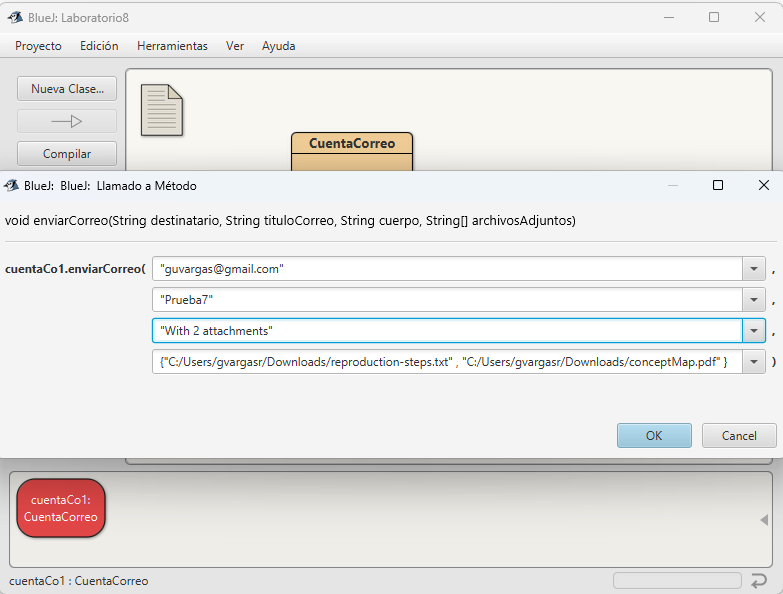 BlueJ: Laboratorio8
Proyecto Edición Herramientas Ver Ayuda
Nueva Clase...
Compilar
CuentaCorreo
BlueJ: BlueJ: Llamado a Método
void enviarCorreo(String destinatario, String tituloCorreo, String cuerpo, String[] archivosAdjuntos)
cuentaCo1.enviarCorreo( "guvargas@gmail.com" ,
"Prueba7" ,
"With 2 attachments" ,
{"C:/Users/gvargasr/Downloads/reproduction-steps.txt" , "C:/Users/gvargasr/Downloads/conceptMap.pdf" } )
OK Cancel
cuentaCo1:
CuentaCorreo
cuentaCo1 : CuentaCorreo